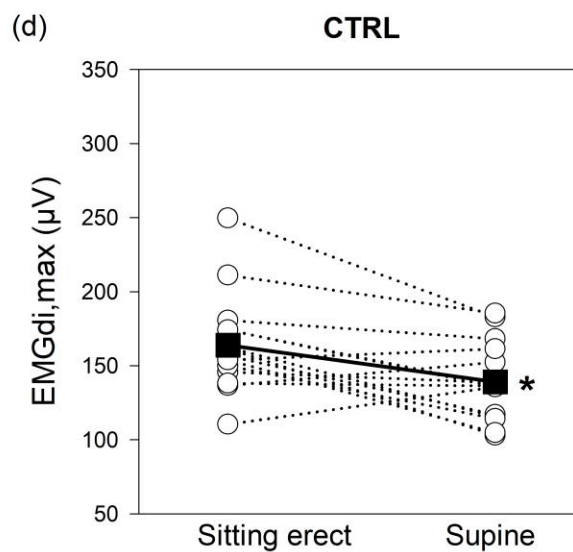 (d)
CTRL
EMGdi,max (µV)
350
300
250
200
150
100
50
*
Sitting erect
Supine